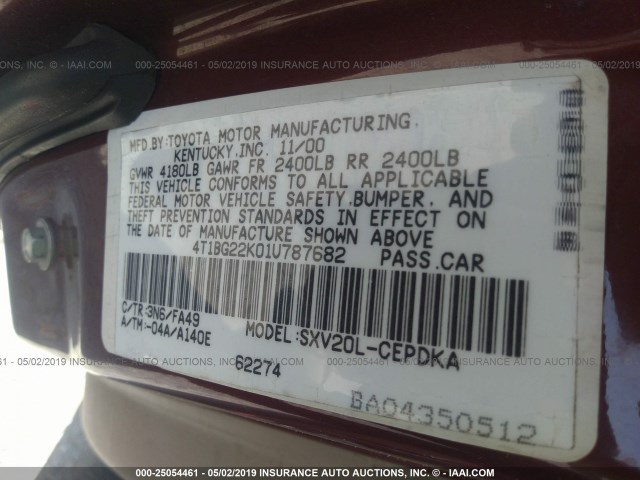 000-25054461 - 05/02/2019 INSURANCE AUTO AUCTIONS, INC. - IAAI.COM
MFD.BY:TOYOTA MOTOR MANUFACTURING,
KENTUCKY,INC. 11/00
GVWR 4180LB GAWR FR 2400LB RR 2400LB
THIS VEHICLE CONFORMS TO ALL APPLICABLE
FEDERAL MOTOR VEHICLE SAFETY,BUMPER, AND
THEFT PREVENTION STANDARDS IN EFFECT ON
THE DATE OF MANUFACTURE SHOWN ABOVE
4T1BG22K01U787682 PASS.CAR
C/TR:3N6/FA49
A/TM:-04A/A140E
MODEL:SXV20L-CEPDKA
62274
BA04350512
000-25054461 - 05/02/2019 INSURANCE AUTO AUCTIONS, INC. - IAAI.COM